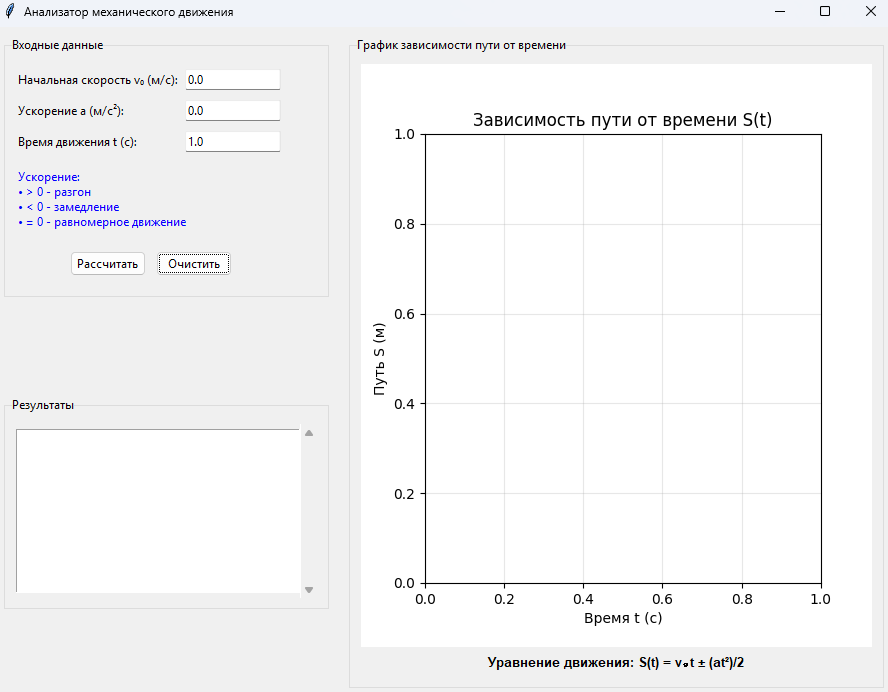 Анализатор механического движения
Входные данные
Начальная скорость v₀ (м/с): 0.0
Ускорение a (м/с²): 0.0
Время движения t (с): 1.0
Ускорение:
• > 0 - разгон
• < 0 - замедление
• = 0 - равномерное движение
Рассчитать Очистить
Результаты
График зависимости пути от времени
Зависимость пути от времени S(t)
1.0
0.8
0.6
0.4
0.2
0.0
Путь S (м)
0.0 0.2 0.4 0.6 0.8 1.0
Время t (с)
Уравнение движения: S(t) = v₀t ± (at²)/2